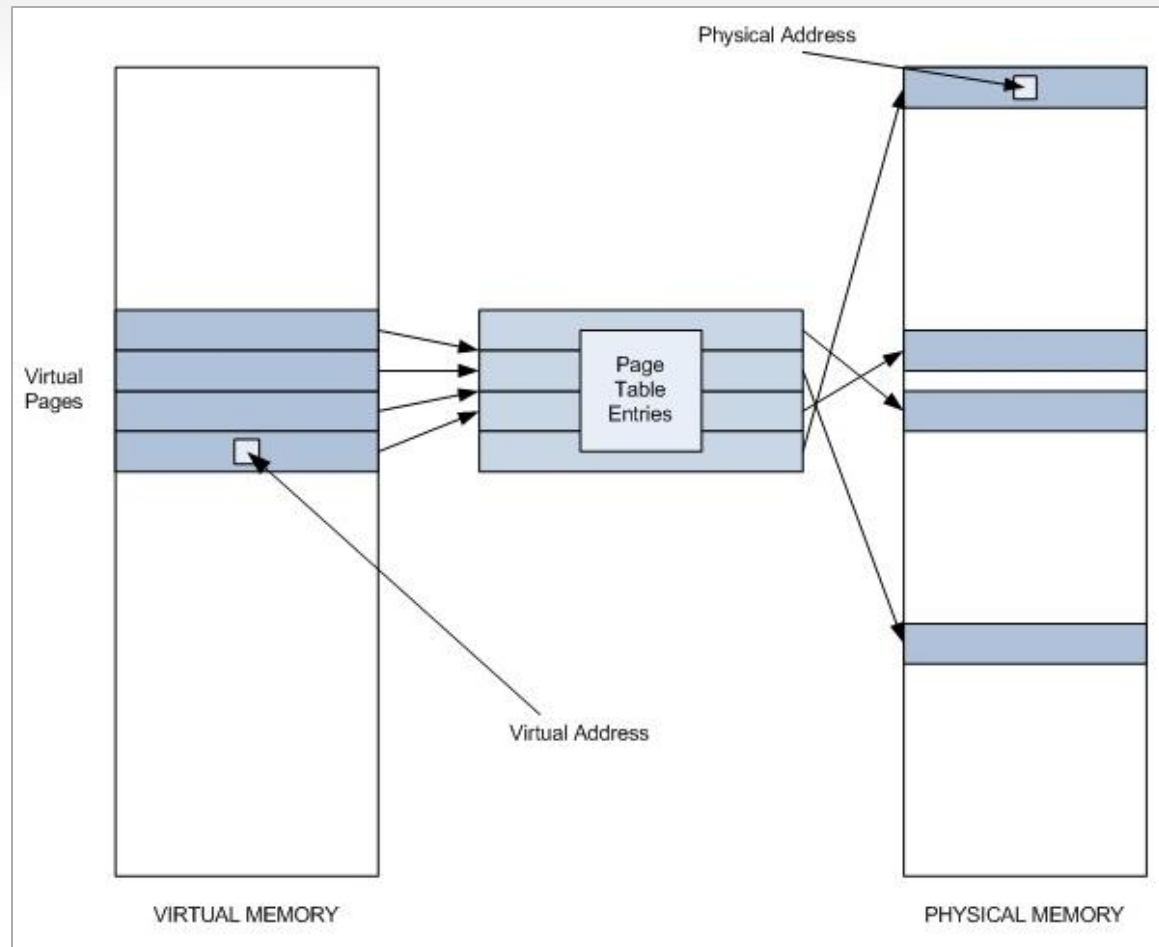 Physical Address
Virtual
Pages
Page
Table
Entries
Virtual Address
VIRTUAL MEMORY
PHYSICAL MEMORY